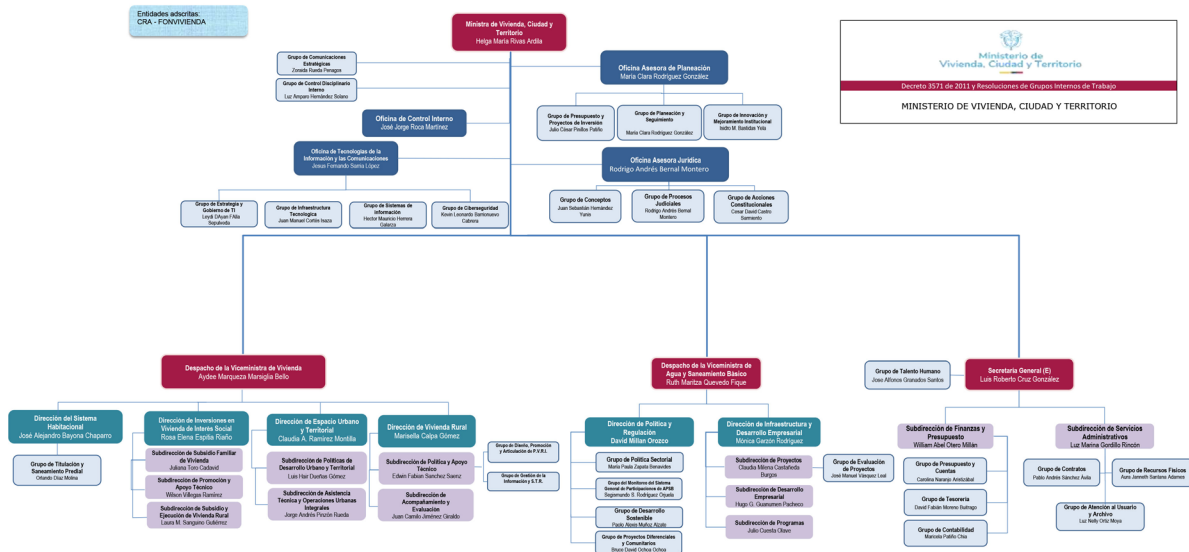 Entidades adscritas:
CRA - FONVIVIENDA
Ministra de Vivienda, Ciudad y
Territorio
Helga María Rivas Ardila
Ministerio de
Vivienda, Ciudad y Territorio
Decreto 3571 de 2011 y Resoluciones de Grupos Internos de Trabajo
MINISTERIO DE VIVIENDA, CIUDAD Y TERRITORIO
Grupo de Comunicaciones
Estratégicas
Zoraida Rueda Penagos
Grupo de Control Disciplinario
Interno
Luz Amparo Hernández Solano
Oficina Asesora de Planeación
María Clara Rodríguez González
Grupo de Presupuesto y
Proyectos de Inversión
Julio César Pinillos Patiño
Grupo de Planeación y
Seguimiento
María Clara Rodríguez González
Grupo de Innovación y
Mejoramiento Institucional
Isidro M. Bastidas Yela
Oficina de Control Interno
José Jorge Roca Martínez
Oficina de Tecnologías de la
Información y las Comunicaciones
Jesus Fernando Sarria López
Oficina Asesora Jurídica
Rodrigo Andrés Bernal Montero
Grupo de Estrategia y
Gobierno de TI
Leydi DAyan
Sepulveda
Grupo de Infraestructura
Tecnologica
Juan Manuel Cortés Isaza
Grupo de Sistemas de
Información
Hector Mauricio Herrera
Galarza
Grupo de Ciberseguridad
Kevin Leonardo Barrionuevo
Cabrera
Grupo de Conceptos
Juan Sebastián Hernández
Yunis
Grupo de Procesos
Judiciales
Rodrigo Andrés Bernal
Montero
Grupo de Acciones
Constitucionales
Cesar David Castro
Sarmiento
Despacho de la Viceministra de Vivienda
Aydee Marqueza Marsiglia Bello
Despacho de la Viceministra de
Agua y Saneamiento Básico
Ruth Maritza Quevedo Fique
Grupo de Talento Humano
Jose Alfonos Granados Santos
Secretaría General (E)
Luis Roberto Cruz González
Dirección del Sistema
Habitacional
José Alejandro Bayona Chaparro
Grupo de Titulación y
Saneamiento Predial
Orlando Díaz Molina
Dirección de Inversiones en
Vivienda de Interés Social
Rosa Elena Espitia Riaño
Subdirección de Subsidio Familiar
de Vivienda
Juliana Toro Cadavid
Subdirección de Promoción y
Apoyo Técnico
Wilson Villegas Ramírez
Subdirección de Subsidio y
Ejecución de Vivienda Rural
Laura M. Sanguino Gutiérrez
Dirección de Espacio Urbano
y Territorial
Claudia A. Ramírez Montilla
Subdirección de Políticas de
Desarrollo Urbano y Territorial
Luis Hair Dueñas Gómez
Subdirección de Asistencia
Técnica y Operaciones Urbanas
Integrales
Jorge Andrés Pinzón Rueda
Dirección de Vivienda Rural
Marisella Calpa Gómez
Subdirección de Política y Apoyo
Técnico
Edwin Fabian Sanchez Saenz
Subdirección de
Acompañamiento y
Evaluación
Juan Camilo Jiménez Giraldo
Grupo de Diseño, Promoción
y Articulación de P.V.R.I.
Grupo de Gestión de la
Información y S.T.R.
Dirección de Política y
Regulación
David Millan Orozco
Grupo de Política Sectorial
María Paula Zapata Benavides
Grupo del Monitoreo del Sistema
General de Participaciones de APSB
Segismundo S. Rodríguez Orjuela
Grupo de Desarrollo
Sostenible
Paolo Alexis Muñoz Alzate
Grupo de Proyectos Diferenciales
y Comunitarios
Bruce David Ochoa Ochoa
Dirección de Infraestructura y
Desarrollo Empresarial
Mónica Garzón Rodríguez
Subdirección de Proyectos
Claudia Milena Castañeda
Burgos
Subdirección de Desarrollo
Empresarial
Hugo G. Guanumen Pacheco
Subdirección de Programas
Julio Cuesta Olave
Grupo de Evaluación
de Proyectos
José Manuel Vásquez Leal
Subdirección de Finanzas y
Presupuesto
William Abel Otero Millán
Grupo de Presupuesto y
Cuentas
Carolina Naranjo Aristizábal
Grupo de Tesorería
David Fabián Moreno Buitrago
Grupo de Contabilidad
Maricela Patiño Chia
Subdirección de Servicios
Administrativos
Luz Marina Gordillo Rincón
Grupo de Contratos
Pablo Andrés Sánchez Ávila
Grupo de Recursos Físicos
Aura Janneth Santana Adames
Grupo de Atención al Usuario
y Archivo
Luz Nelly Ortiz Moya